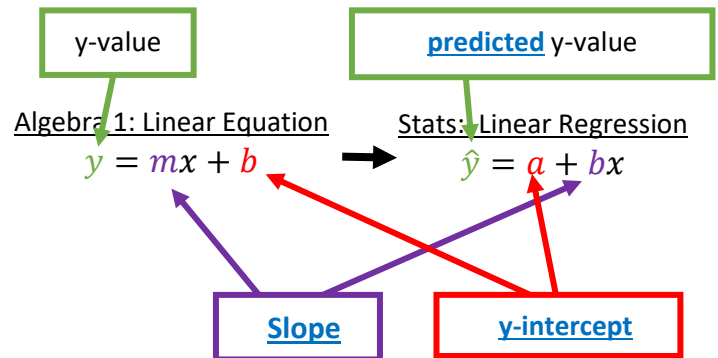 y-value
predicted y-value
Algebra 1: Linear Equation
Stats: Linear Regression
y = mx + b
ŷ = a + bx
Slope
y-intercept